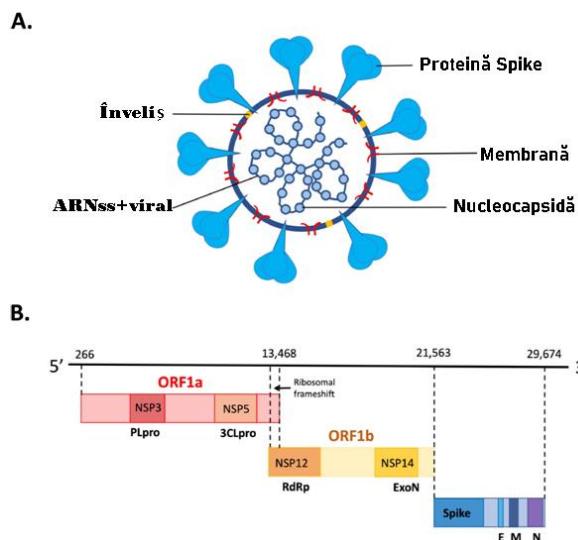 A.
Proteină Spike
Înveliș
Membrană
ARNss+viral
Nucleocapsidă
B.
266 13,468 21,563 29,674
5' 3
ORF1a
Ribosomal
frameshift
NSP3 NSP5
PLpro 3CLpro
ORF1b
NSP12 NSP14
RdRp ExoN
Spike
E M N